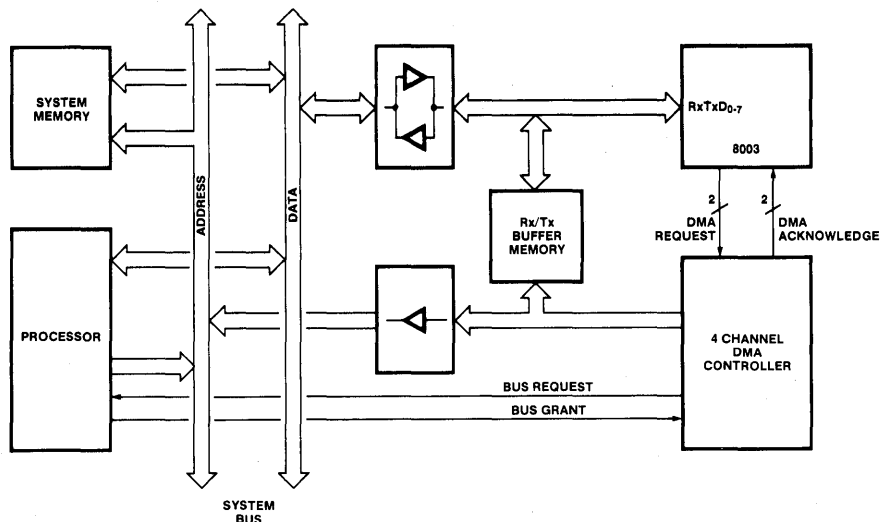 SYSTEM
MEMORY
RxTxD0-7
8003
ADDRESS
DATA
Rx/Tx
BUFFER
MEMORY
2
DMA
REQUEST
2
DMA
ACKNOWLEDGE
PROCESSOR
4 CHANNEL
DMA
CONTROLLER
BUS REQUEST
BUS GRANT
SYSTEM
BUS